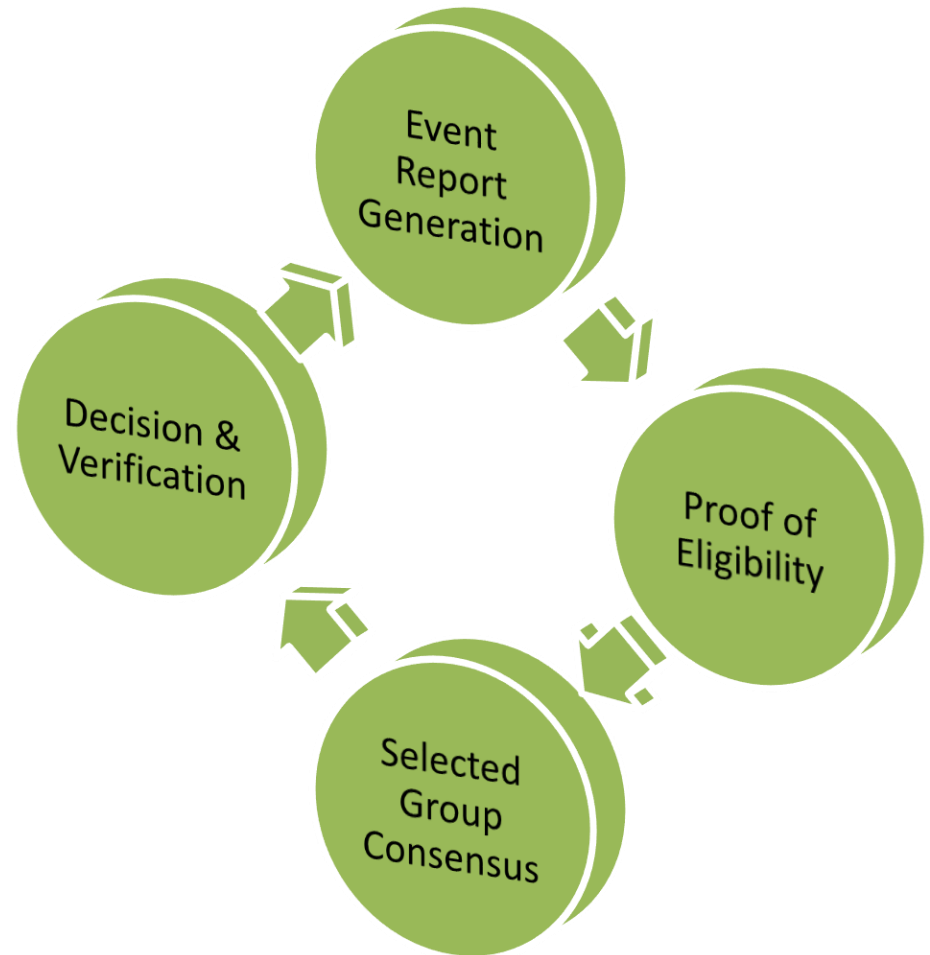 Event
Report
Generation
Decision &
Verification
Proof of
Eligibility
Selected
Group
Consensus